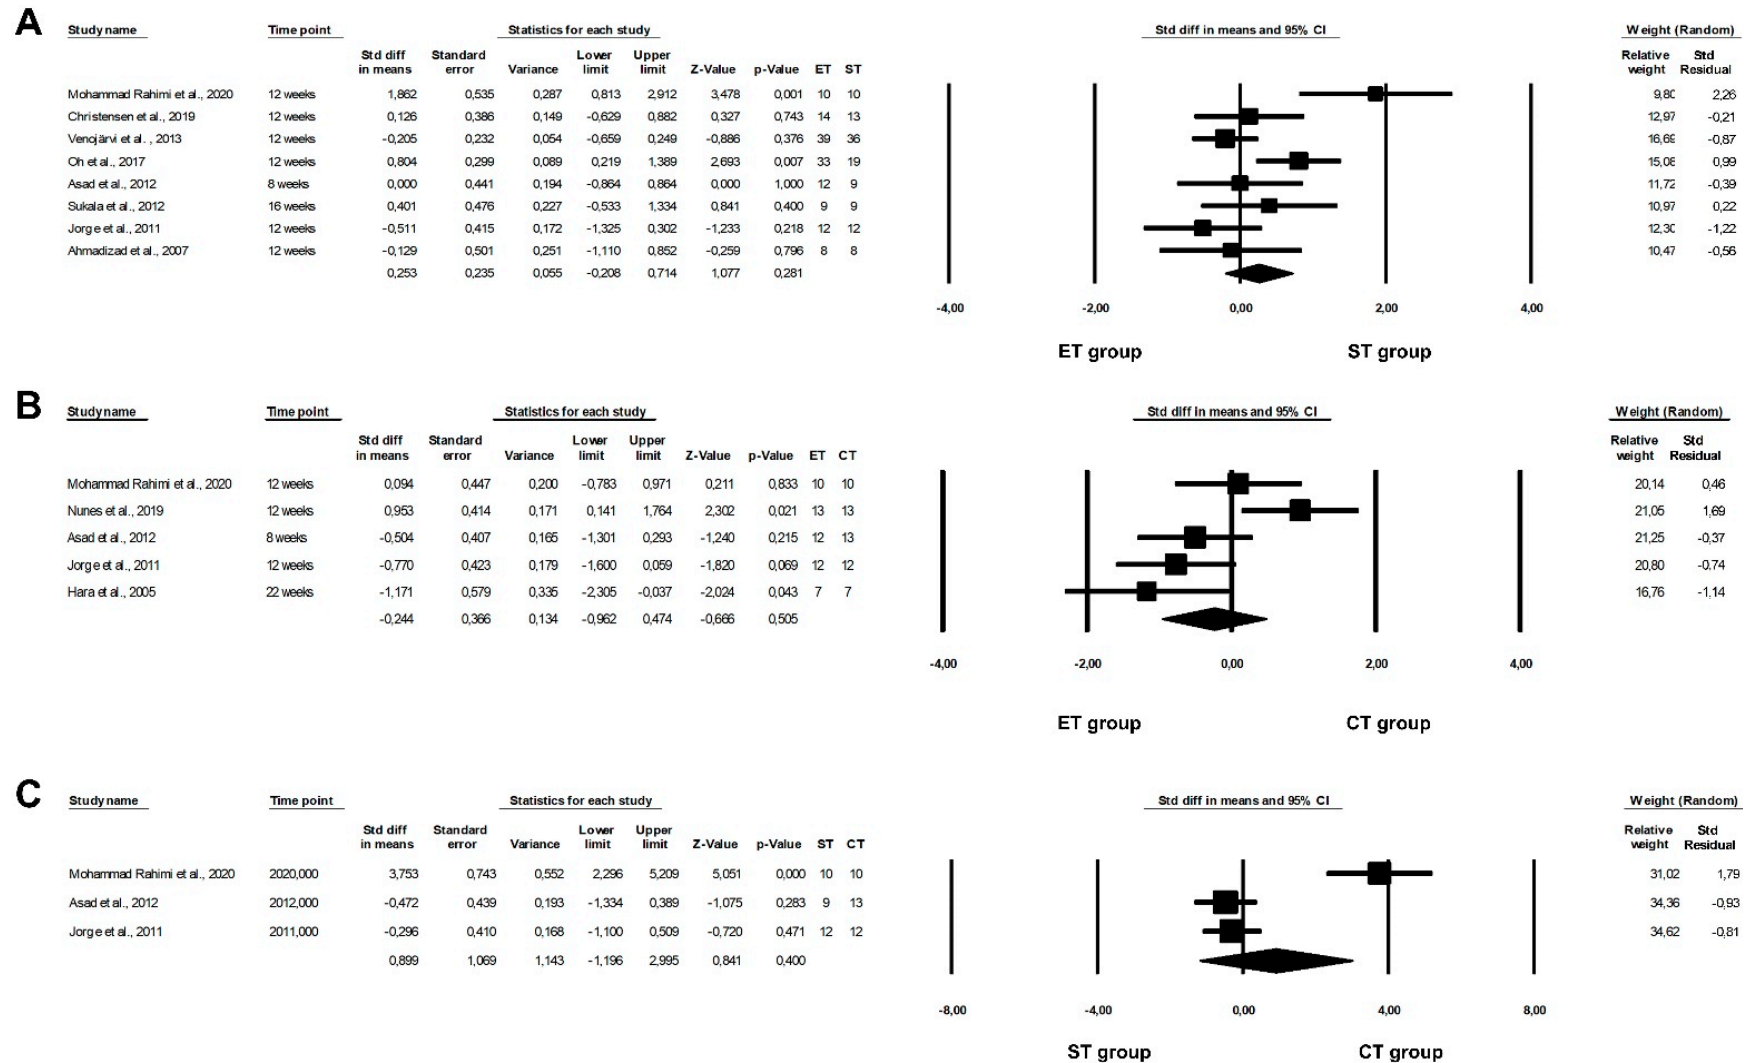 A
Study name Time point Statistics for each study Std diff in means and 95% CI Weight (Random)
Std diff in means Standard error Variance Lower limit Upper limit Z-Value p-Value ET ST Relative weight Std Residual
Mohammad Rahimi et al., 2020 12 weeks 1,862 0,535 0,287 0,813 2,912 3,478 0,001 10 10 9,80 2,26
Christensen et al., 2019 12 weeks 0,126 0,386 0,149 -0,629 0,882 0,327 0,743 14 13 12,97 -0,21
Venojärvi et al. , 2013 12 weeks -0,205 0,232 0,054 -0,659 0,249 -0,886 0,376 39 36 16,69 -0,87
Oh et al., 2017 12 weeks 0,804 0,299 0,089 0,219 1,389 2,693 0,007 33 19 15,08 0,99
Asad et al., 2012 8 weeks 0,000 0,441 0,194 -0,864 0,864 0,000 1,000 12 9 11,72 -0,39
Sukala et al., 2012 16 weeks 0,401 0,476 0,227 -0,533 1,334 0,841 0,400 9 9 10,97 0,22
Jorge et al., 2011 12 weeks -0,511 0,415 0,172 -1,325 0,302 -1,233 0,218 12 12 12,30 -1,22
Ahmadizad et al., 2007 12 weeks -0,129 0,501 0,251 -1,110 0,852 -0,259 0,796 8 8 10,47 -0,56
0,253 0,235 0,055 -0,208 0,714 1,077 0,281
-4,00 -2,00 0,00 2,00 4,00
ET group ST group
B
Study name Time point Statistics for each study Std diff in means and 95% CI Weight (Random)
Std diff in means Standard error Variance Lower limit Upper limit Z-Value p-Value ET CT Relative weight Std Residual
Mohammad Rahimi et al., 2020 12 weeks 0,094 0,447 0,200 -0,783 0,971 0,211 0,833 10 10 20,14 0,46
Nunes et al., 2019 12 weeks 0,953 0,414 0,171 0,141 1,764 2,302 0,021 13 13 21,05 1,69
Asad et al., 2012 8 weeks -0,504 0,407 0,165 -1,301 0,293 -1,240 0,215 12 13 21,25 -0,37
Jorge et al., 2011 12 weeks -0,770 0,423 0,179 -1,600 0,059 -1,820 0,069 12 12 20,80 -0,74
Hara et al., 2005 22 weeks -1,171 0,579 0,335 -2,305 -0,037 -2,024 0,043 7 7 16,76 -1,14
-0,244 0,366 0,134 -0,962 0,474 -0,666 0,505
-4,00 -2,00 0,00 2,00 4,00
ET group CT group
C
Study name Time point Statistics for each study Std diff in means and 95% CI Weight (Random)
Std diff in means Standard error Variance Lower limit Upper limit Z-Value p-Value ST CT Relative weight Std Residual
Mohammad Rahimi et al., 2020 2020,000 3,753 0,743 0,552 2,296 5,209 5,051 0,000 10 10 31,02 1,79
Asad et al., 2012 2012,000 -0,472 0,439 0,193 -1,334 0,389 -1,075 0,283 9 13 34,36 -0,93
Jorge et al., 2011 2011,000 -0,296 0,410 0,168 -1,100 0,509 -0,720 0,471 12 12 34,62 -0,81
0,899 1,069 1,143 -1,196 2,995 0,841 0,400
-8,00 -4,00 0,00 4,00 8,00
ST group CT group